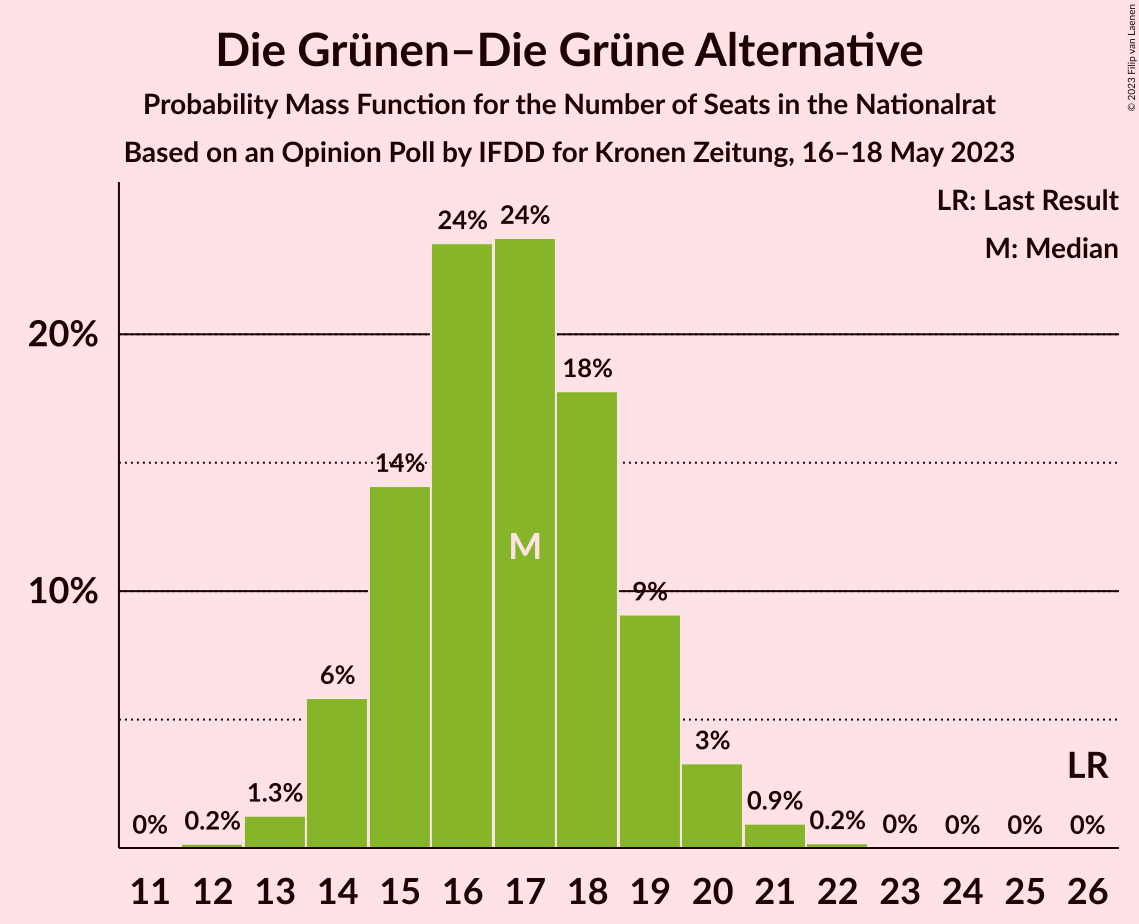 Die Grünen–Die Grüne Alternative
Probability Mass Function for the Number of Seats in the Nationalrat
Based on an Opinion Poll by IFDD for Kronen Zeitung, 16–18 May 2023
© 2023 Filip van Laenen
LR: Last Result
M: Median
20%
10%
0% 0.2% 1.3% 6% 14% 24% 24% 18% 9% 3% 0.9% 0.2% 0% 0% 0% 0%
M
LR
11 12 13 14 15 16 17 18 19 20 21 22 23 24 25 26